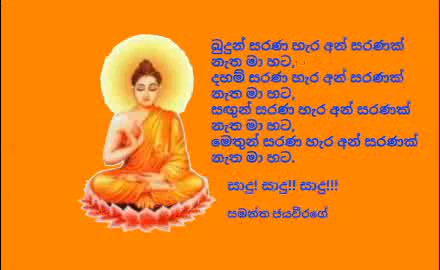 බුදුන් සරණ හැර අන් සරණක්
නැත මා හට,
දහම් සරණ හැර අන් සරණක්
නැත මා හට,
සඟුන් සරණ හැර අන් සරණක්
නැත මා හට,
මෙතුන් සරණ හැර අන් සරණක්
නැත මා හට.
සාදු! සාදු!! සාදු!!!
සමන්ත ජයවීරගේ